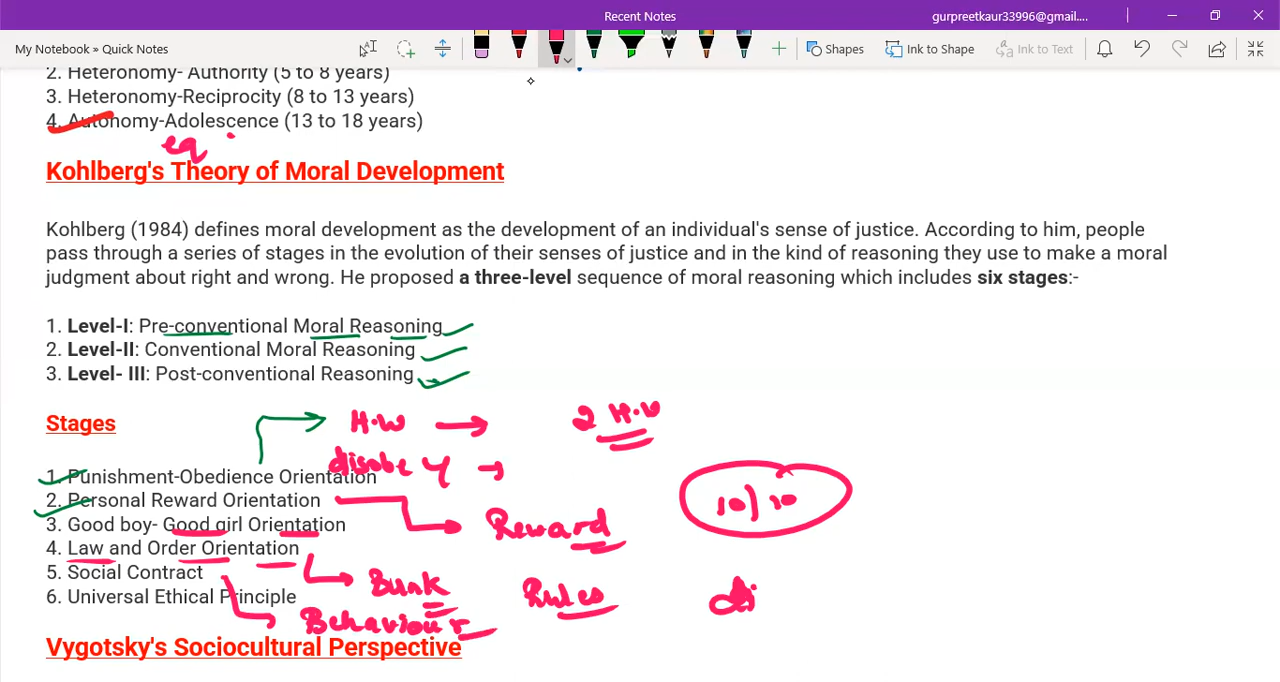 Recent Notes
gurpreetkaur33996@gmail....
My Notebook » Quick Notes
Shapes
Ink to Shape
Ink to Text
2. Heteronomy- Authority (5 to 8 years)
3. Heteronomy-Reciprocity (8 to 13 years)
4. Autonomy-Adolescence (13 to 18 years)
eq
Kohlberg's Theory of Moral Development
Kohlberg (1984) defines moral development as the development of an individual's sense of justice. According to him, people
pass through a series of stages in the evolution of their senses of justice and in the kind of reasoning they use to make a moral
judgment about right and wrong. He proposed a three-level sequence of moral reasoning which includes six stages:-
1. Level-I: Pre-conventional Moral Reasoning
2. Level-II: Conventional Moral Reasoning
3. Level- III: Post-conventional Reasoning
Stages
H.W 2 H.W
disobey
1. Punishment-Obedience Orientation
2. Personal Reward Orientation
10/10
3. Good boy- Good girl Orientation
Reward
4. Law and Order Orientation
5. Social Contract
Bunk Rules
6. Universal Ethical Principle
Behaviour
Vygotsky's Sociocultural Perspective